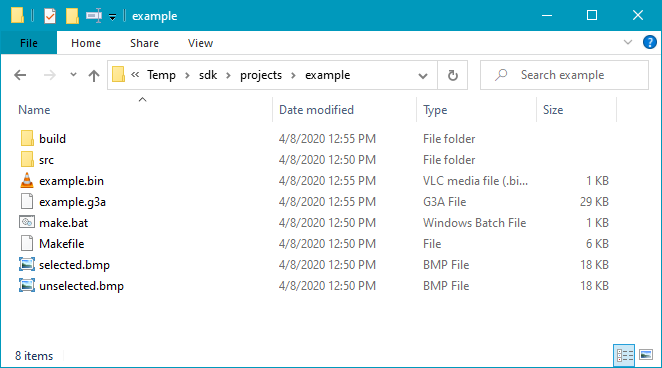 example
File Home Share View
« Temp sdk projects example Search example
Name Date modified Type Size
build 4/8/2020 12:55 PM File folder
src 4/8/2020 12:50 PM File folder
example.bin 4/8/2020 12:55 PM VLC media file (.bi... 1 KB
example.g3a 4/8/2020 12:55 PM G3A File 29 KB
make.bat 4/8/2020 12:50 PM Windows Batch File 1 KB
Makefile 4/8/2020 12:50 PM File 6 KB
selected.bmp 4/8/2020 12:50 PM BMP File 18 KB
unselected.bmp 4/8/2020 12:50 PM BMP File 18 KB
8 items